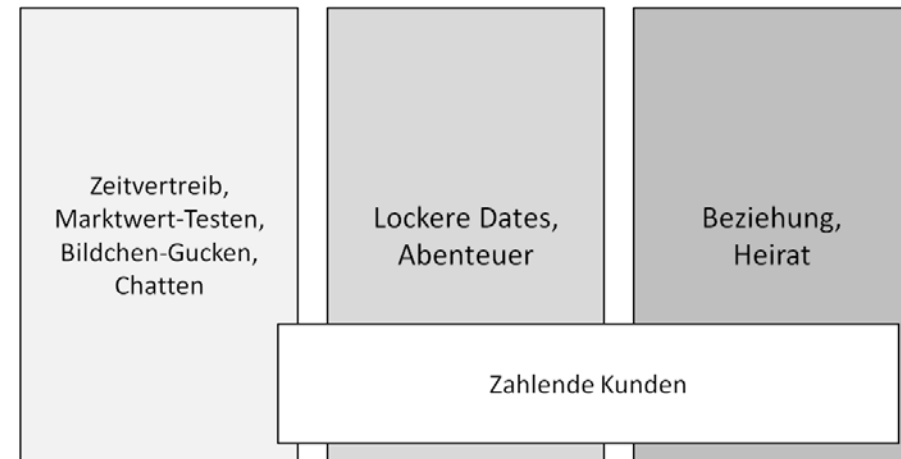 Zeitvertreib,
Marktwert-Testen,
Bildchen-Gucken,
Chatten
Lockere Dates,
Abenteuer
Beziehung,
Heirat
Zahlende Kunden